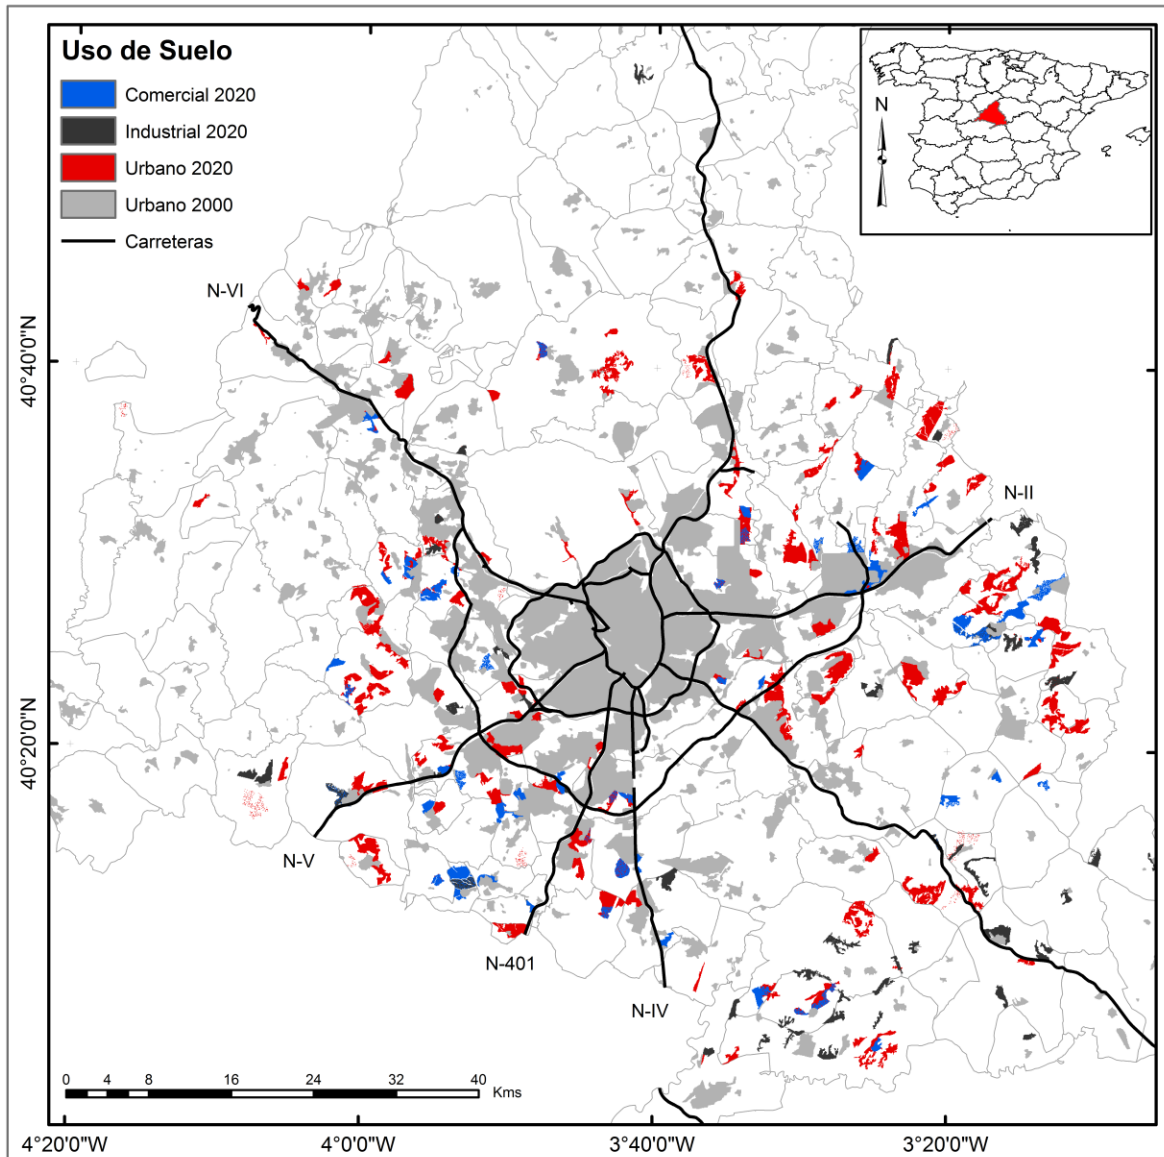 Uso de Suelo
Comercial 2020
Industrial 2020
Urbano 2020
Urbano 2000
Carreteras
N
N-VI
40°40'0"N
N-II
40°20'0"N
N-V
N-401
N-IV
0 4 8 16 24 32 40
Kms
4°20'0"W 4°0'0"W 3°40'0"W 3°20'0"W